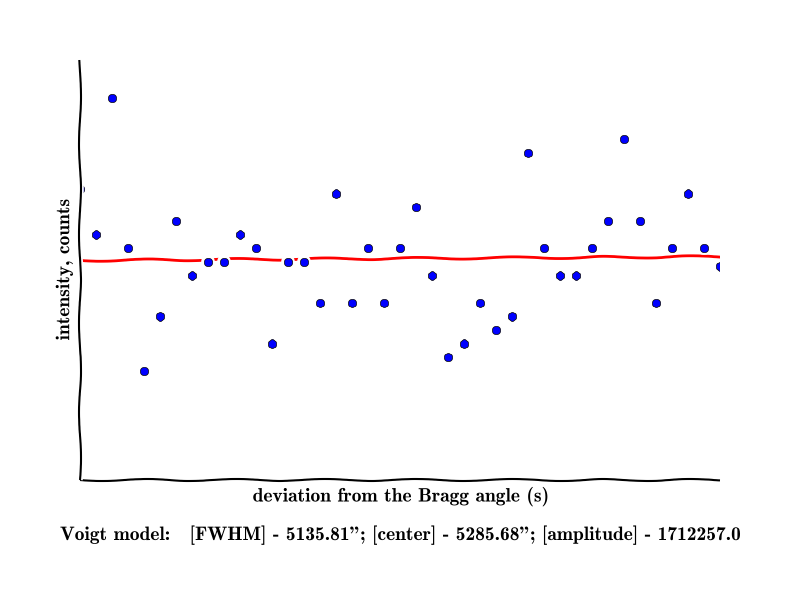 intensity, counts
deviation from the Bragg angle (s)
Voigt model: [FWHM] - 5135.81”; [center] - 5285.68”; [amplitude] - 1712257.0